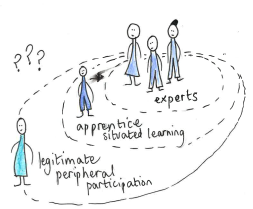 ???
experts
apprentice
situated learning
legitimate
peripheral
participation